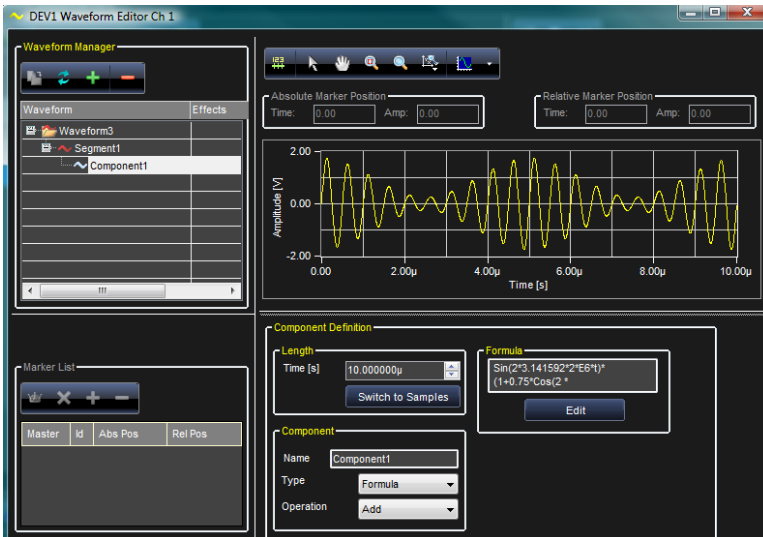 DEV1 Waveform Editor Ch 1
Waveform Manager
Waveform Effects
Waveform3
Segment1
Component1
Absolute Marker Position
Time: 0.00 Amp: 0.00
Relative Marker Position
Time: 0.00 Amp: 0.00
2.00
0.00
-2.00
Amplitude [V]
0.00 2.00µ 4.00µ 6.00µ 8.00µ 10.00µ
Time [s]
Marker List
Master Id Abs Pos Rel Pos
Component Definition
Length
Time [s] 10.000000µ
Switch to Samples
Formula
Sin(2*3.141592*2*E6*t)*
(1+0.75*Cos(2 *
Edit
Component
Name Component1
Type Formula
Operation Add